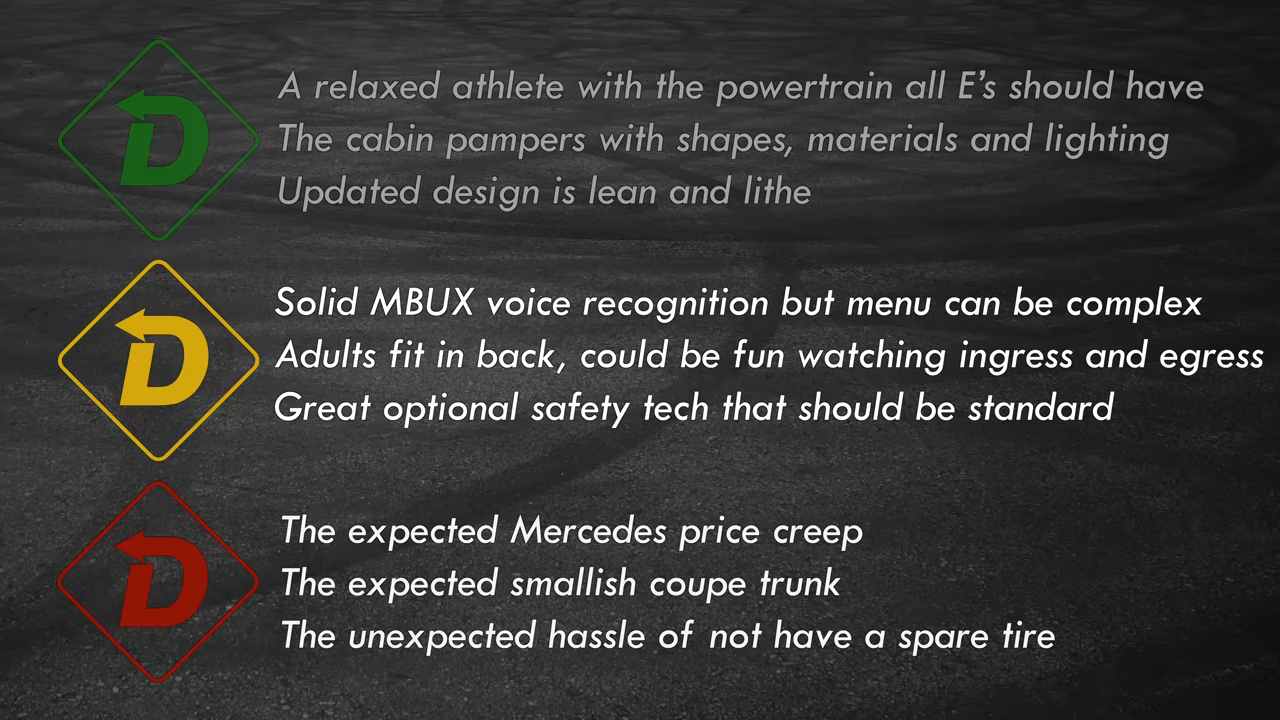 D
A relaxed athlete with the powertrain all E’s should have
The cabin pampers with shapes, materials and lighting
Updated design is lean and lithe
D
Solid MBUX voice recognition but menu can be complex
Adults fit in back, could be fun watching ingress and egress
Great optional safety tech that should be standard
D
The expected Mercedes price creep
The expected smallish coupe trunk
The unexpected hassle of not have a spare tire